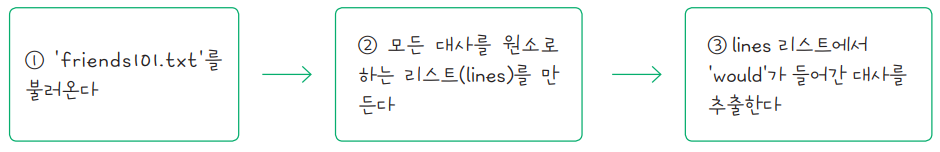 ① 'friends101.txt'를
불러온다
② 모든 대사를 원소로
하는 리스트(lines)를 만
든다
③ lines 리스트에서
'would'가 들어간 대사를
추출한다